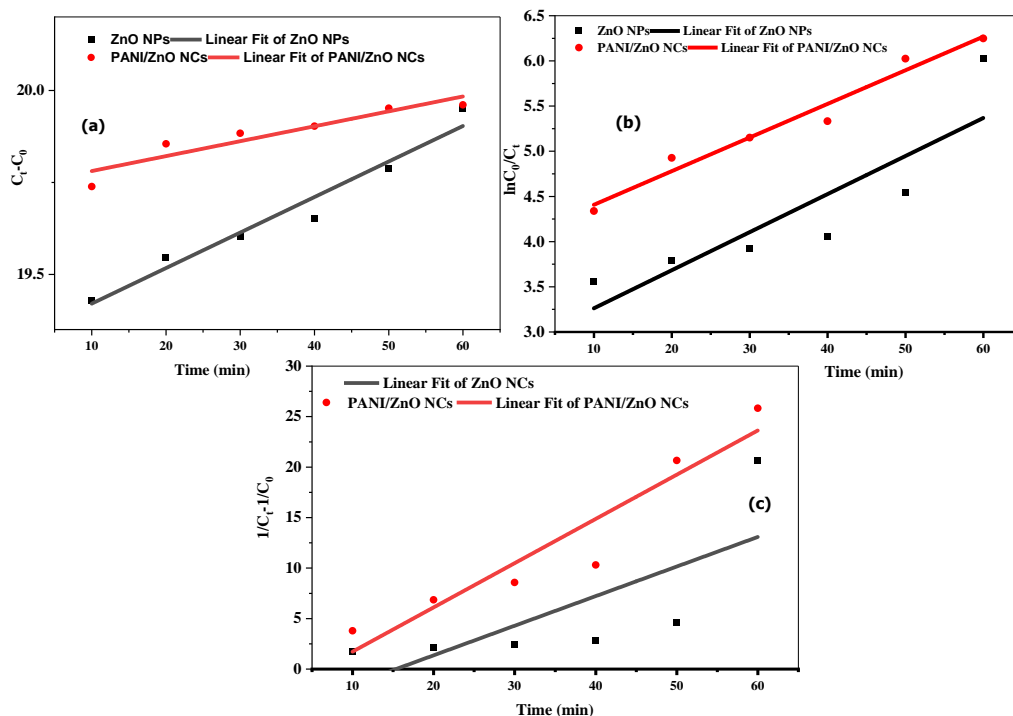 ZnO NPs Linear Fit of ZnO NPs
PANI/ZnO NCs Linear Fit of PANI/ZnO NCs
20.0
19.5
(a)
Cₜ-C₀
10 20 30 40 50 60
Time (min)
ZnO NPs Linear Fit of ZnO NPs
PANI/ZnO NCs Linear Fit of PANI/ZnO NCs
6.0
5.5
5.0
4.5
4.0
3.5
3.0
(b)
lnC₀/Cₜ
10 20 30 40 50 60
Time (min)
Linear Fit of ZnO NCs
PANI/ZnO NCs Linear Fit of PANI/ZnO NCs
30
25
20
15
10
5
0
(c)
1/Cₜ-1/C₀
10 20 30 40 50 60
Time (min)